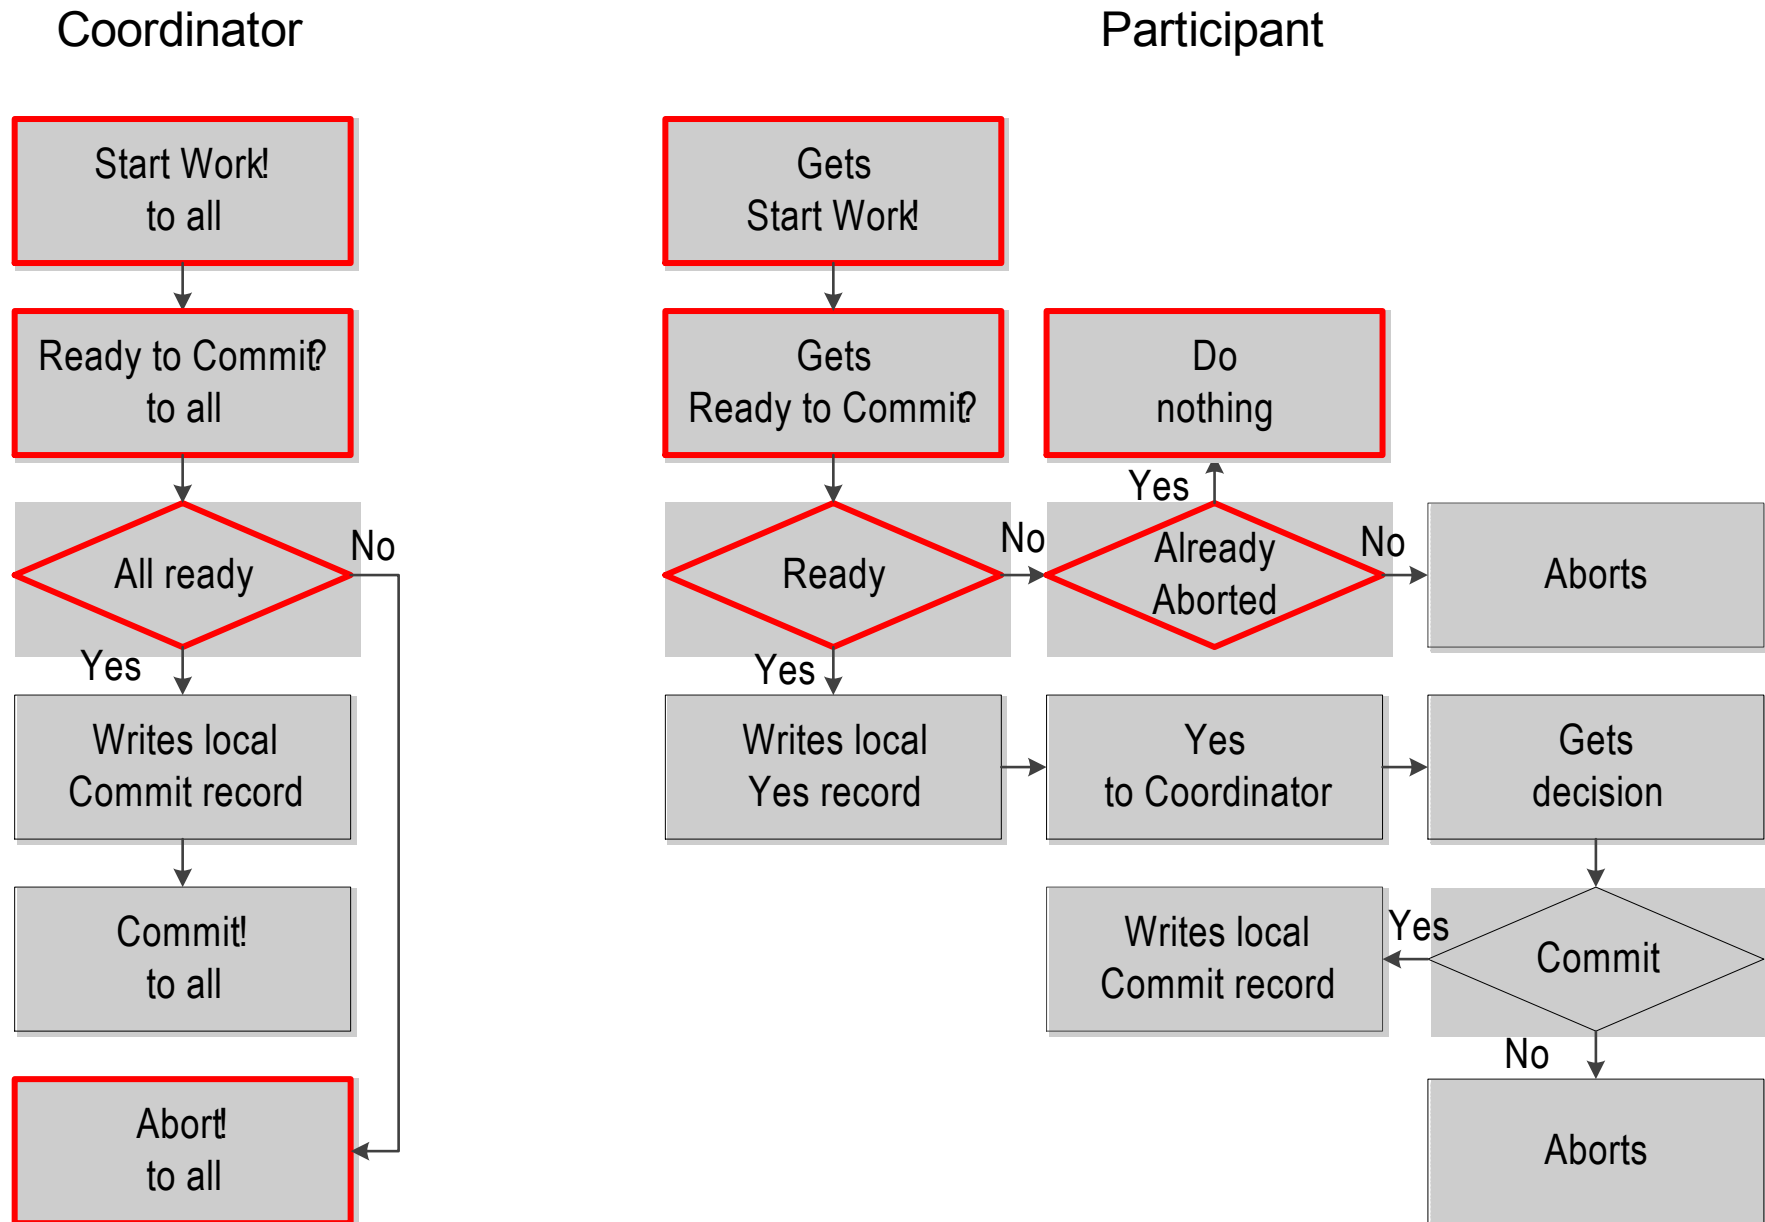 Coordinator
Participant
Start Work!
to all
Gets
Start Work!
Ready to Commit?
to all
Gets
Ready to Commit?
Do
nothing
Yes
All ready
No
Ready
No
Already
Aborted
No
Aborts
Yes
Yes
Writes local
Commit record
Writes local
Yes record
Yes
to Coordinator
Gets
decision
Commit!
to all
Writes local
Commit record
Yes
Commit
No
Abort!
to all
Aborts